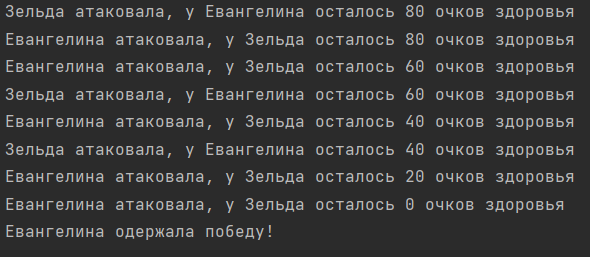 Зельда атаковала, у Евангелина осталось 80 очков здоровья
Евангелина атаковала, у Зельда осталось 80 очков здоровья
Евангелина атаковала, у Зельда осталось 60 очков здоровья
Зельда атаковала, у Евангелина осталось 60 очков здоровья
Евангелина атаковала, у Зельда осталось 40 очков здоровья
Зельда атаковала, у Евангелина осталось 40 очков здоровья
Евангелина атаковала, у Зельда осталось 20 очков здоровья
Евангелина атаковала, у Зельда осталось 0 очков здоровья
Евангелина одержала победу!